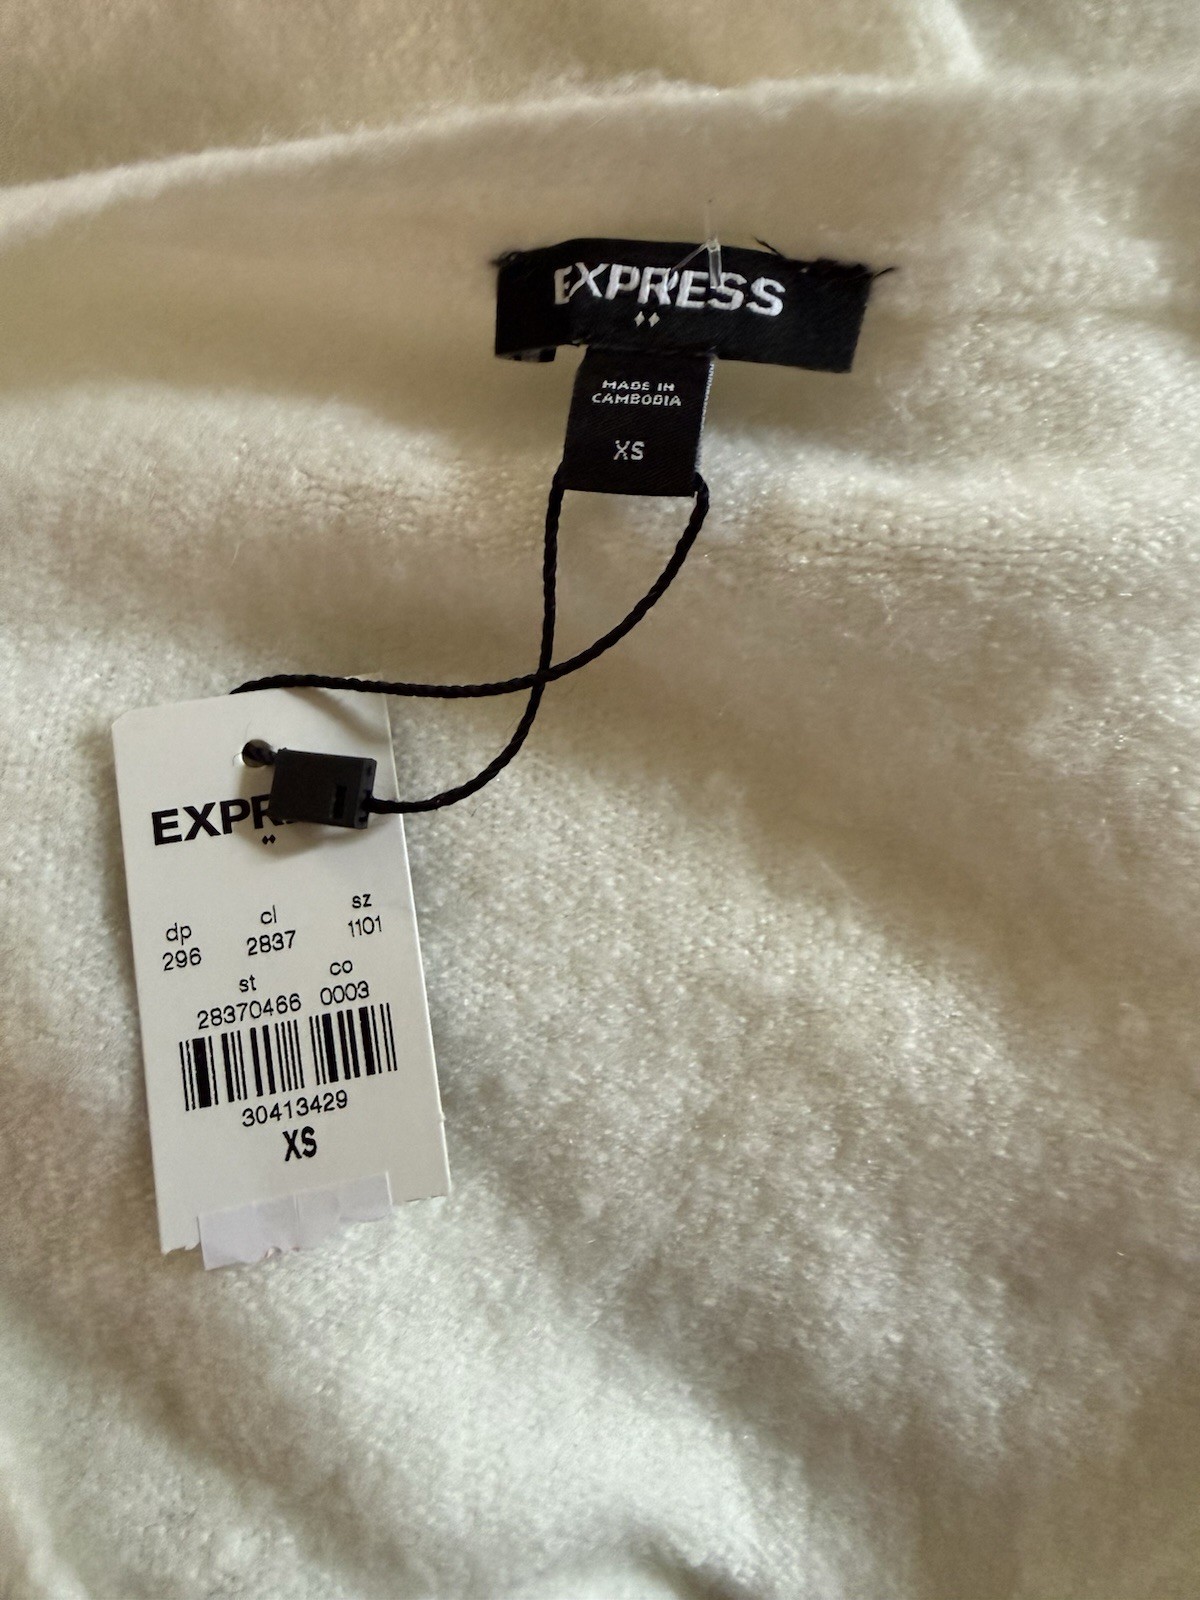 EXPRESS
MADE IN
CAMBODIA
XS
EXPR
dp cl sz
296 2837 1101
st co
28370466 0003
30413429
XS